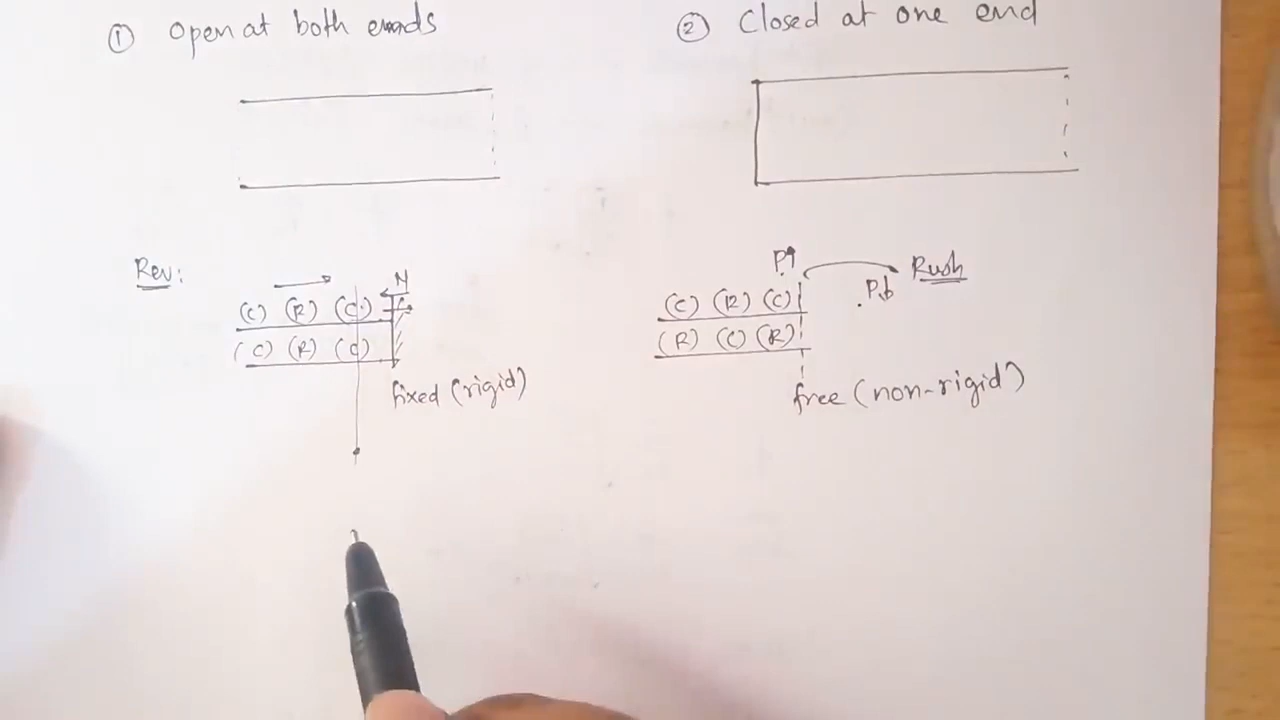 ① Open at both ends
② Closed at one end
Rev:
N
(C) (R) (C)
(C) (R) (C)
fixed (rigid)
P↑
Rush
P↓
(C) (R) (C)
(R) (C) (R)
free (non-rigid)